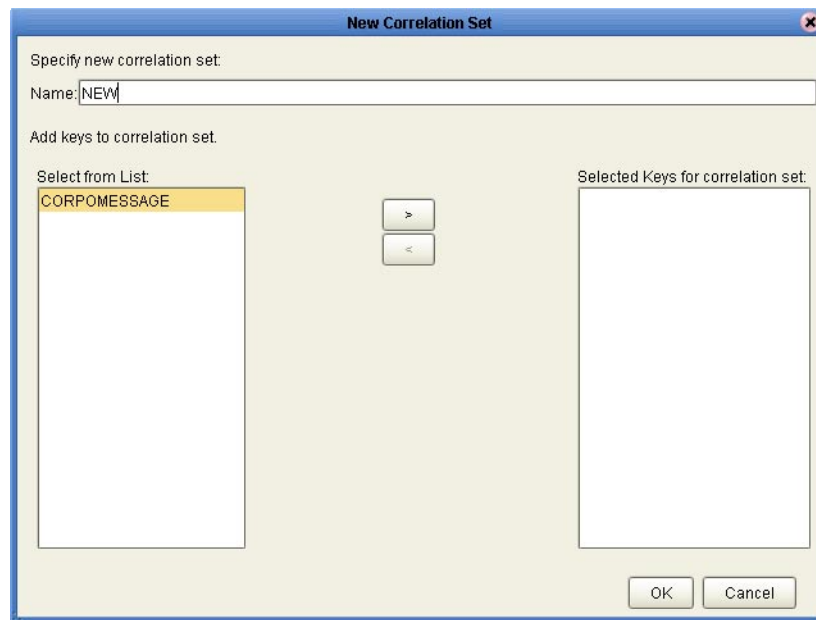 New Correlation Set
Specify new correlation set:
Name: NEW
Add keys to correlation set.
Select from List:
Selected Keys for correlation set:
CORPOMESSAGE
>
<
OK
Cancel